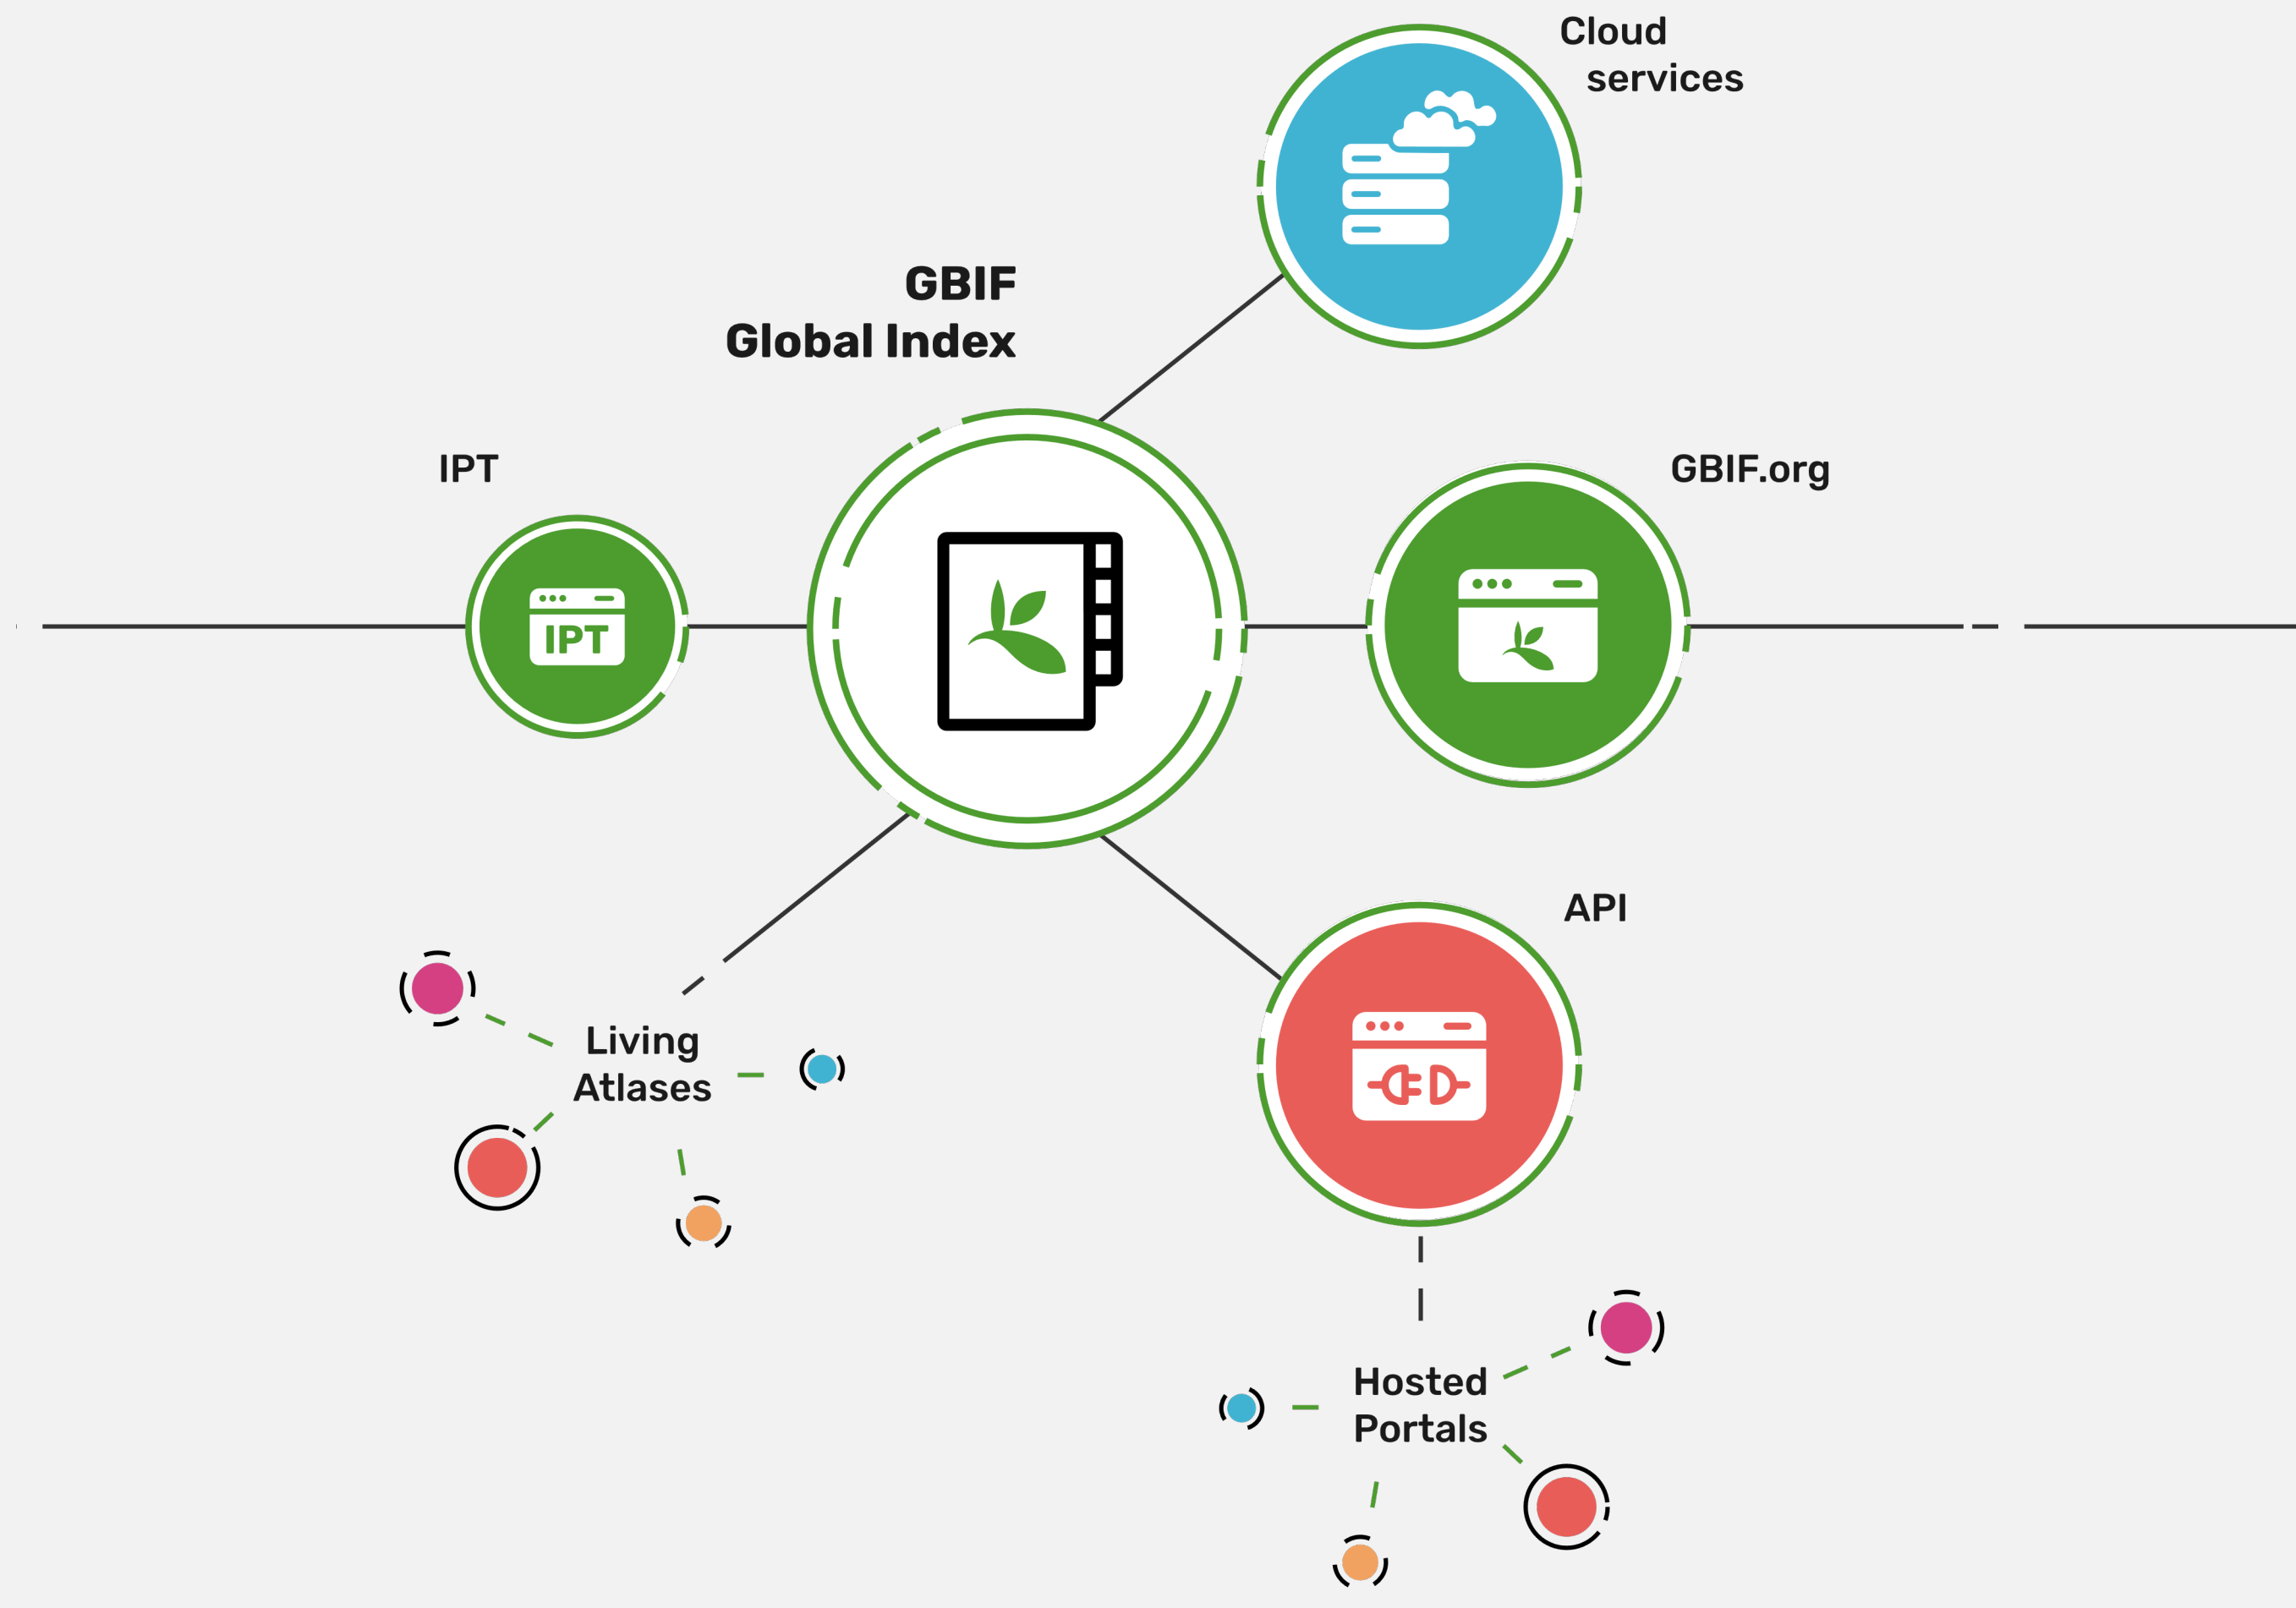 Cloud
services
GBIF
Global Index
IPT
GBIF.org
IPT
API
Living
Atlases
Hosted
Portals